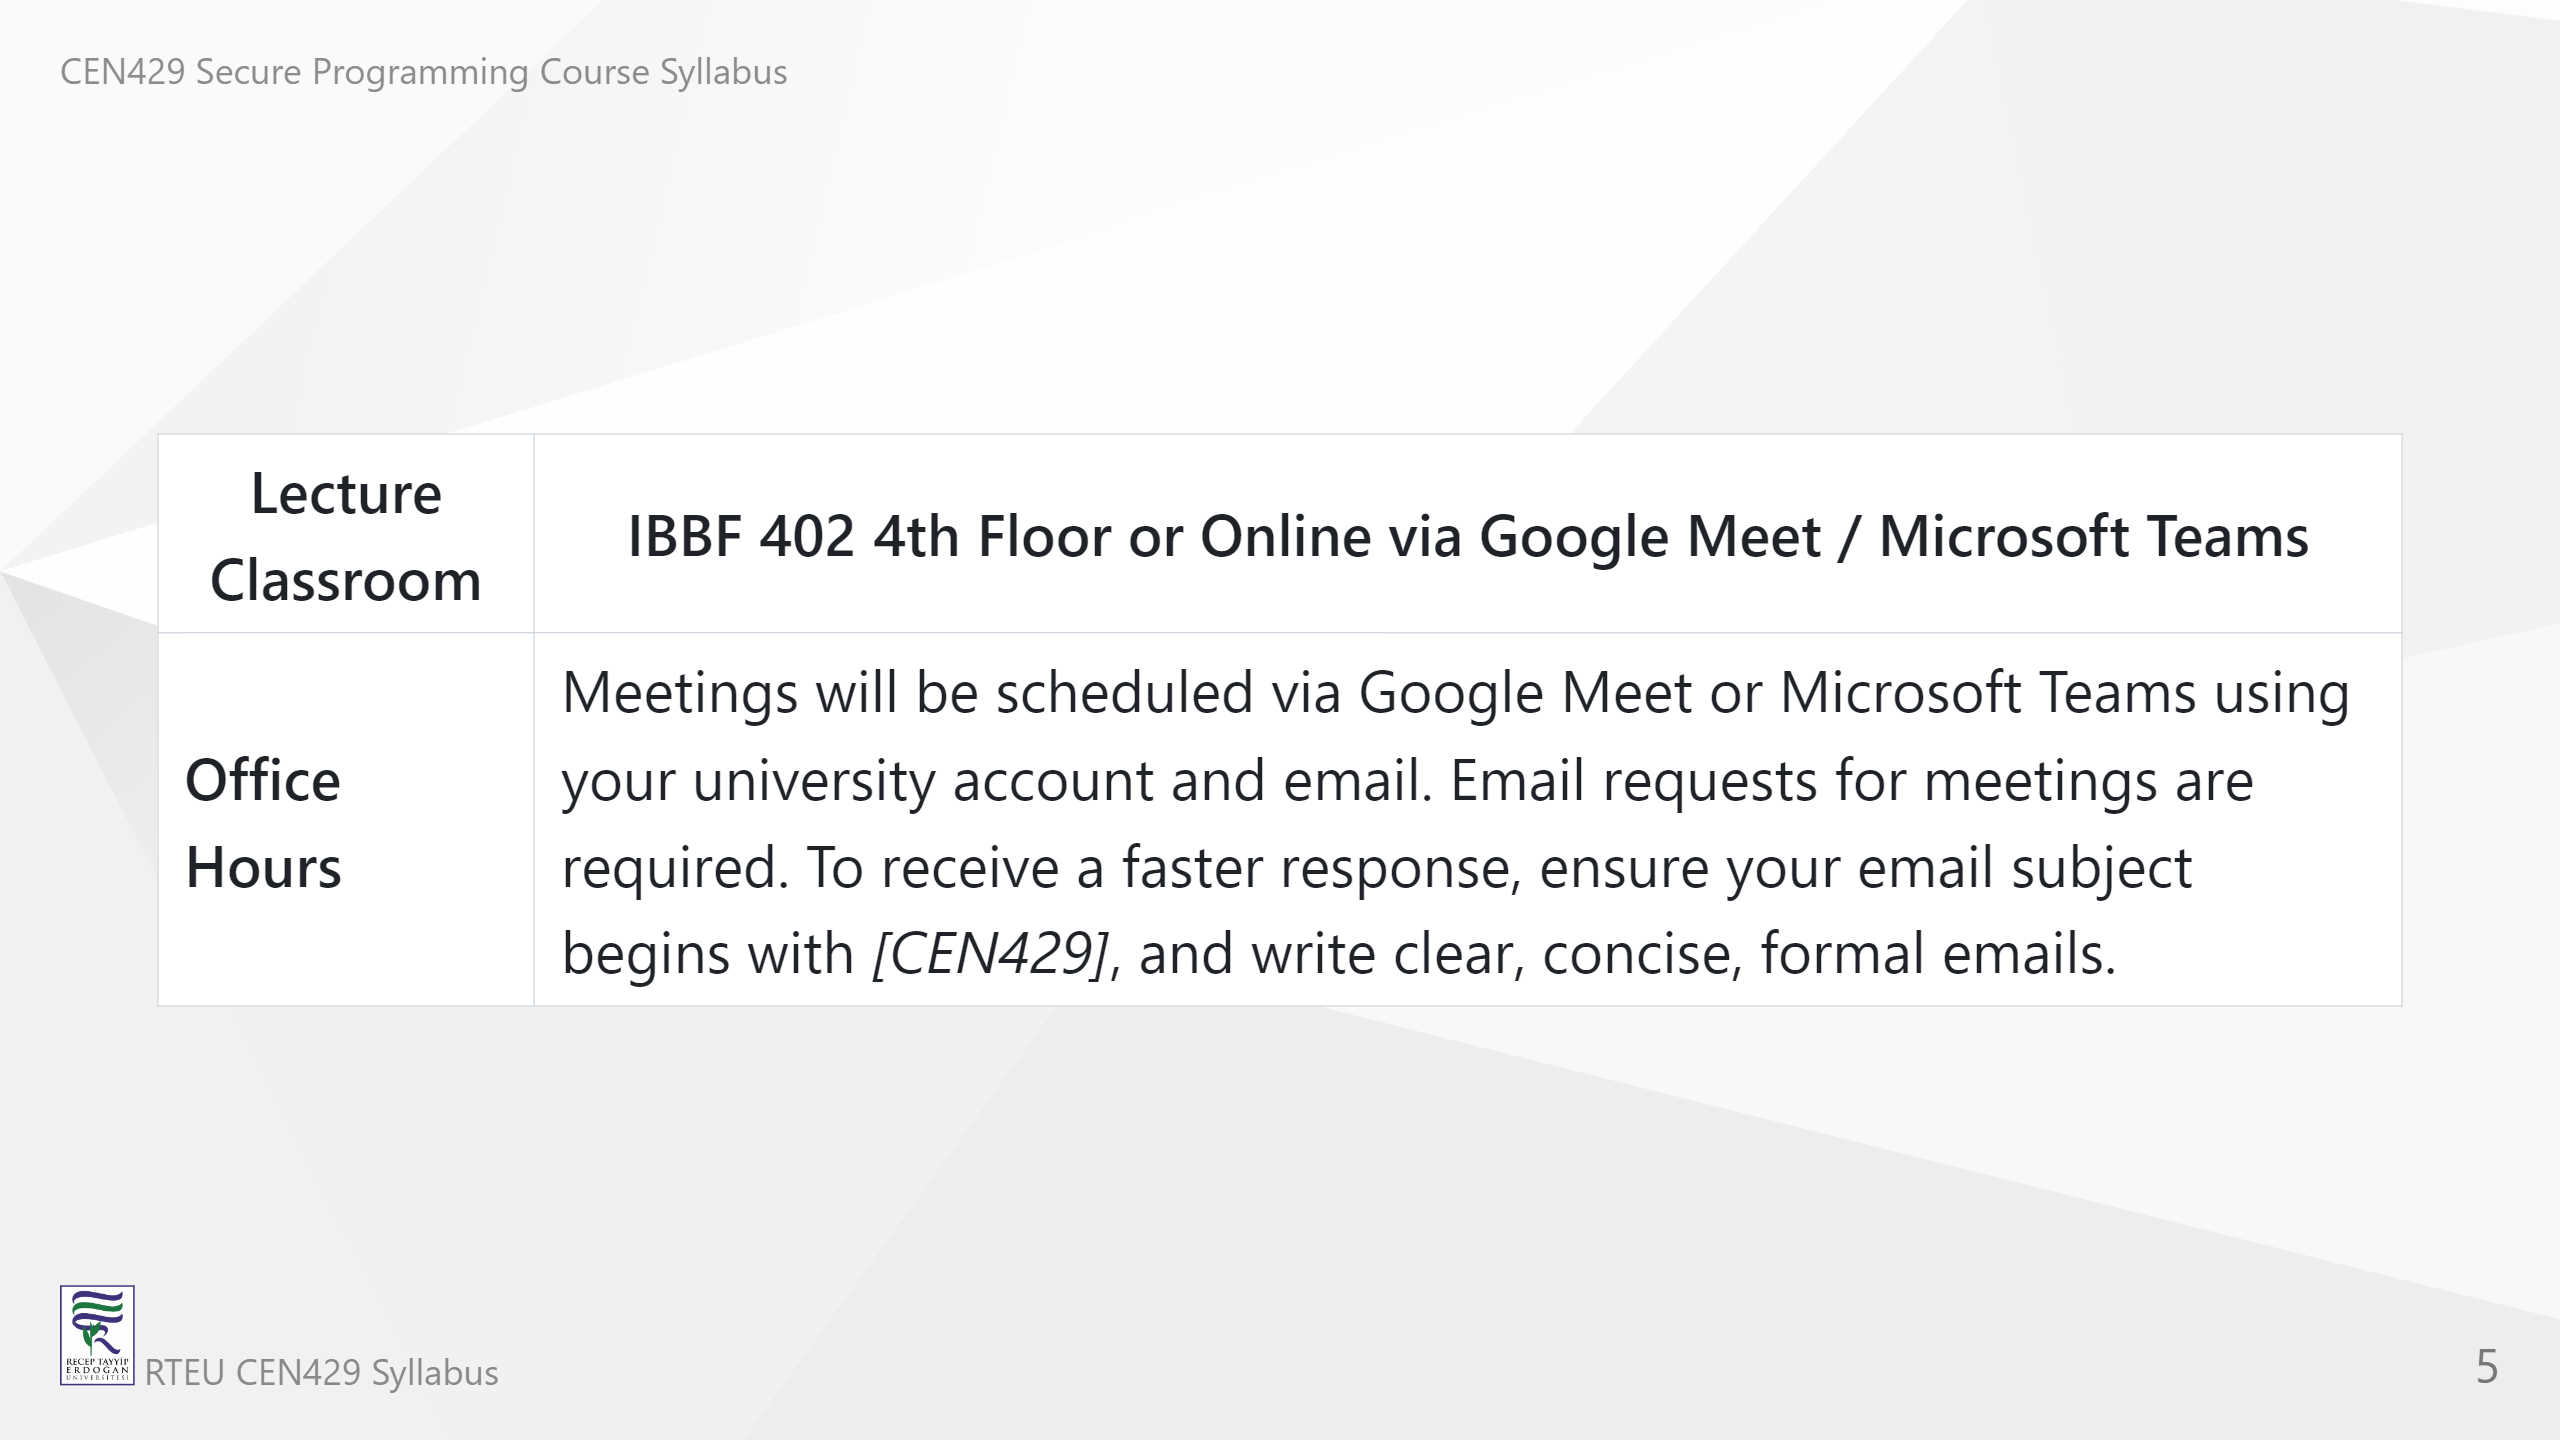 CEN429 Secure Programming Course Syllabus
Lecture
Classroom
IBBF 402 4th Floor or Online via Google Meet / Microsoft Teams
Office
Hours
Meetings will be scheduled via Google Meet or Microsoft Teams using
your university account and email. Email requests for meetings are
required. To receive a faster response, ensure your email subject
begins with [CEN429], and write clear, concise, formal emails.
RECEP TAYYİP
ERDOĞAN
ÜNİVERSİTESİ
RTEU CEN429 Syllabus
5